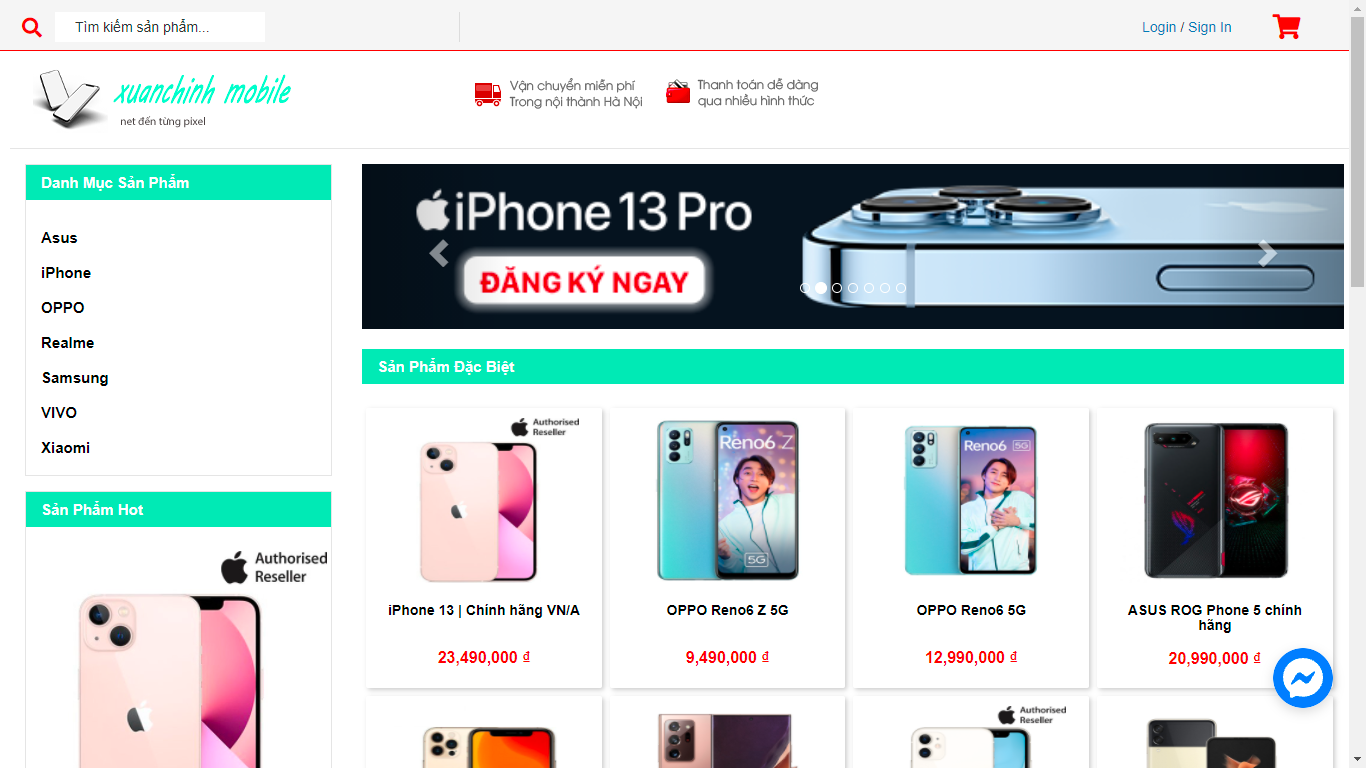 Tìm kiếm sản phẩm...
Login / Sign In
xuanchinh mobile
net đến từng pixel
Vận chuyển miễn phí
Trong nội thành Hà Nội
Thanh toán dễ dàng
qua nhiều hình thức
Danh Mục Sản Phẩm
Asus
iPhone
OPPO
Realme
Samsung
VIVO
Xiaomi
iPhone 13 Pro
ĐĂNG KÝ NGAY
Sản Phẩm Đặc Biệt
Authorised
Reseller
iPhone 13 | Chính hãng VN/A
23,490,000 ₫
Reno6 Z
5G
OPPO Reno6 Z 5G
9,490,000 ₫
Reno6 5G
OPPO Reno6 5G
12,990,000 ₫
ASUS ROG Phone 5 chính
hãng
20,990,000 ₫
Sản Phẩm Hot
Authorised
Reseller
Authorised
Reseller